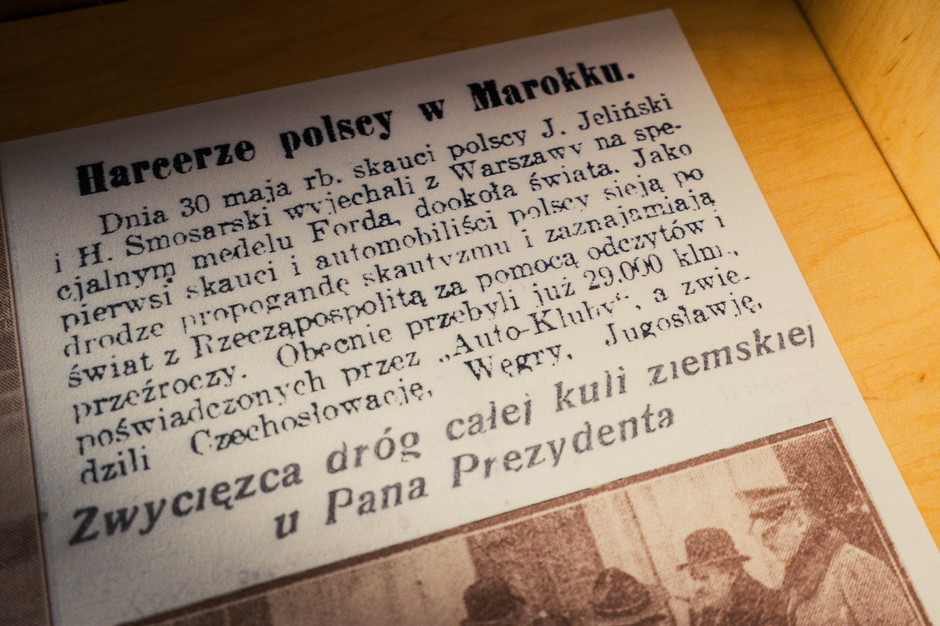 Harcerze polscy w Marokku.
Dnia 30 maja rb. skauci polscy J. Jeliński
i H. Smosarski wyjechali z Warszawy na spe-
cjalnym medelu Forda, dookoła świata. Jako
pierwsi skauci i automobiliści polscy sieją po
drodze propogandę skautyzmu i zaznajamiają
świat z Rzecząpospolitą za pomocą odczytów i
przeźroczy. Obecnie przebyli już 29.000 klm.,
poświadczonych przez „Auto-Kluby", a zwie-
dzili Czechosłowację, Węgry, Jugosławję,
Zwycięzca dróg całej kuli ziemskiej
u Pana Prezydenta